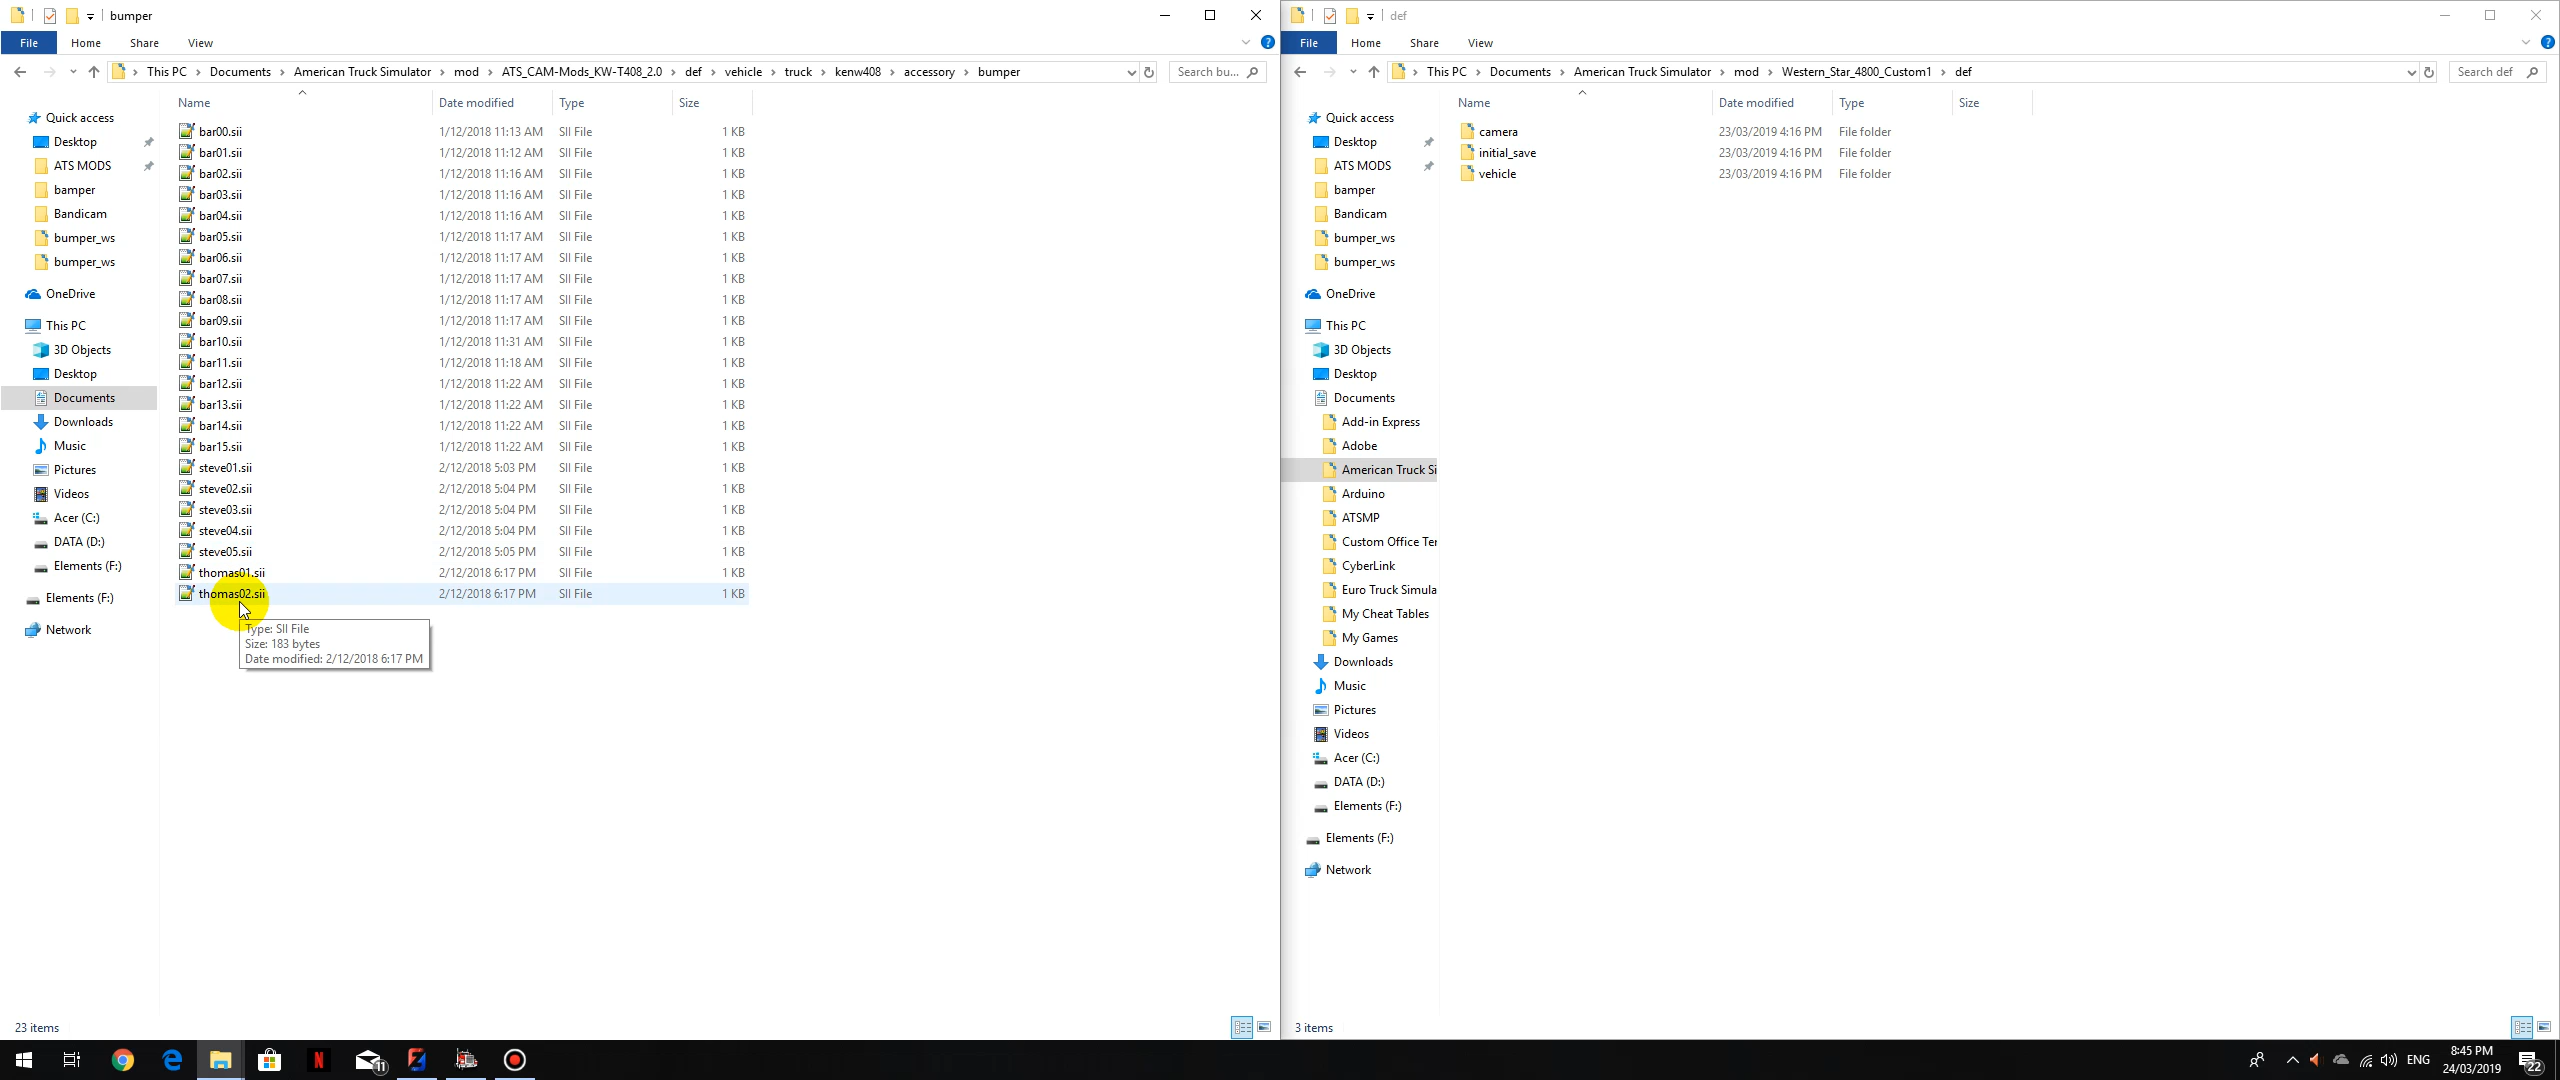 bumper
File Home Share View
This PC Documents American Truck Simulator mod ATS_CAM-Mods_KW-T408_2.0 def vehicle truck kenw408 accessory bumper
Search bu...
Name Date modified Type Size
Quick access
Desktop
ATS MODS
bamper
Bandicam
bumper_ws
bumper_ws
OneDrive
This PC
3D Objects
Desktop
Documents
Downloads
Music
Pictures
Videos
Acer (C:)
DATA (D:)
Elements (F:)
Elements (F:)
Network
bar00.sii 1/12/2018 11:13 AM SII File 1 KB
bar01.sii 1/12/2018 11:12 AM SII File 1 KB
bar02.sii 1/12/2018 11:16 AM SII File 1 KB
bar03.sii 1/12/2018 11:16 AM SII File 1 KB
bar04.sii 1/12/2018 11:16 AM SII File 1 KB
bar05.sii 1/12/2018 11:17 AM SII File 1 KB
bar06.sii 1/12/2018 11:17 AM SII File 1 KB
bar07.sii 1/12/2018 11:17 AM SII File 1 KB
bar08.sii 1/12/2018 11:17 AM SII File 1 KB
bar09.sii 1/12/2018 11:17 AM SII File 1 KB
bar10.sii 1/12/2018 11:31 AM SII File 1 KB
bar11.sii 1/12/2018 11:18 AM SII File 1 KB
bar12.sii 1/12/2018 11:22 AM SII File 1 KB
bar13.sii 1/12/2018 11:22 AM SII File 1 KB
bar14.sii 1/12/2018 11:22 AM SII File 1 KB
bar15.sii 1/12/2018 11:22 AM SII File 1 KB
steve01.sii 2/12/2018 5:03 PM SII File 1 KB
steve02.sii 2/12/2018 5:04 PM SII File 1 KB
steve03.sii 2/12/2018 5:04 PM SII File 1 KB
steve04.sii 2/12/2018 5:04 PM SII File 1 KB
steve05.sii 2/12/2018 5:05 PM SII File 1 KB
thomas01.sii 2/12/2018 6:17 PM SII File 1 KB
thomas02.sii 2/12/2018 6:17 PM SII File 1 KB
Type: SII File
Size: 183 bytes
Date modified: 2/12/2018 6:17 PM
23 items
def
File Home Share View
This PC Documents American Truck Simulator mod Western_Star_4800_Custom1 def
Search def
Name Date modified Type Size
Quick access
Desktop
ATS MODS
bamper
Bandicam
bumper_ws
bumper_ws
OneDrive
This PC
3D Objects
Desktop
Documents
Add-in Express
Adobe
American Truck Si
Arduino
ATSMP
Custom Office Ter
CyberLink
Euro Truck Simula
My Cheat Tables
My Games
Downloads
Music
Pictures
Videos
Acer (C:)
DATA (D:)
Elements (F:)
Elements (F:)
Network
camera 23/03/2019 4:16 PM File folder
initial_save 23/03/2019 4:16 PM File folder
vehicle 23/03/2019 4:16 PM File folder
3 items
11
ENG
8:45 PM
24/03/2019
22